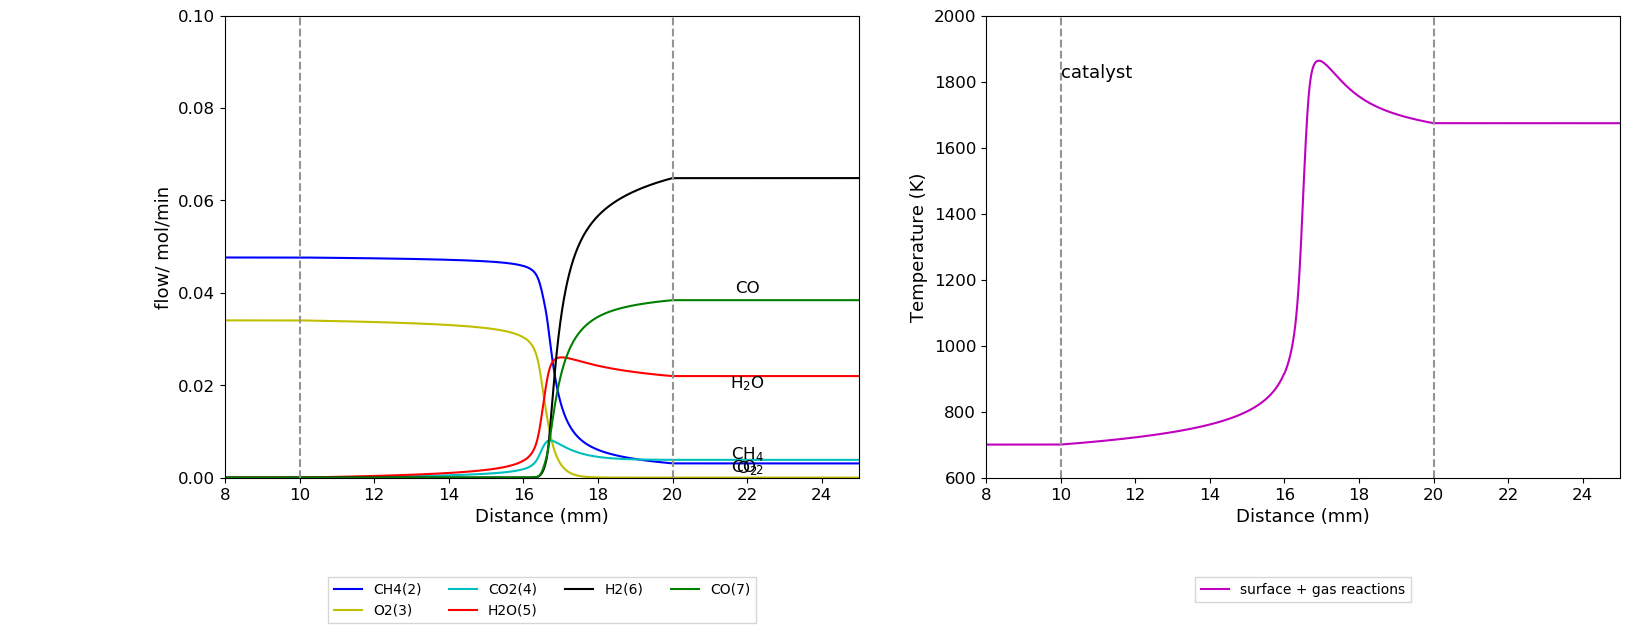 0.10
0.08
0.06
0.04
0.02
0.00
flow/ mol/min
CO
H₂O
CH₄
CO₂
O₂
8 10 12 14 16 18 20 22 24
Distance (mm)
CH4(2) CO2(4) H2(6) CO(7)
O2(3) H2O(5)
2000
1800
1600
1400
1200
1000
800
600
Temperature (K)
catalyst
8 10 12 14 16 18 20 22 24
Distance (mm)
surface + gas reactions